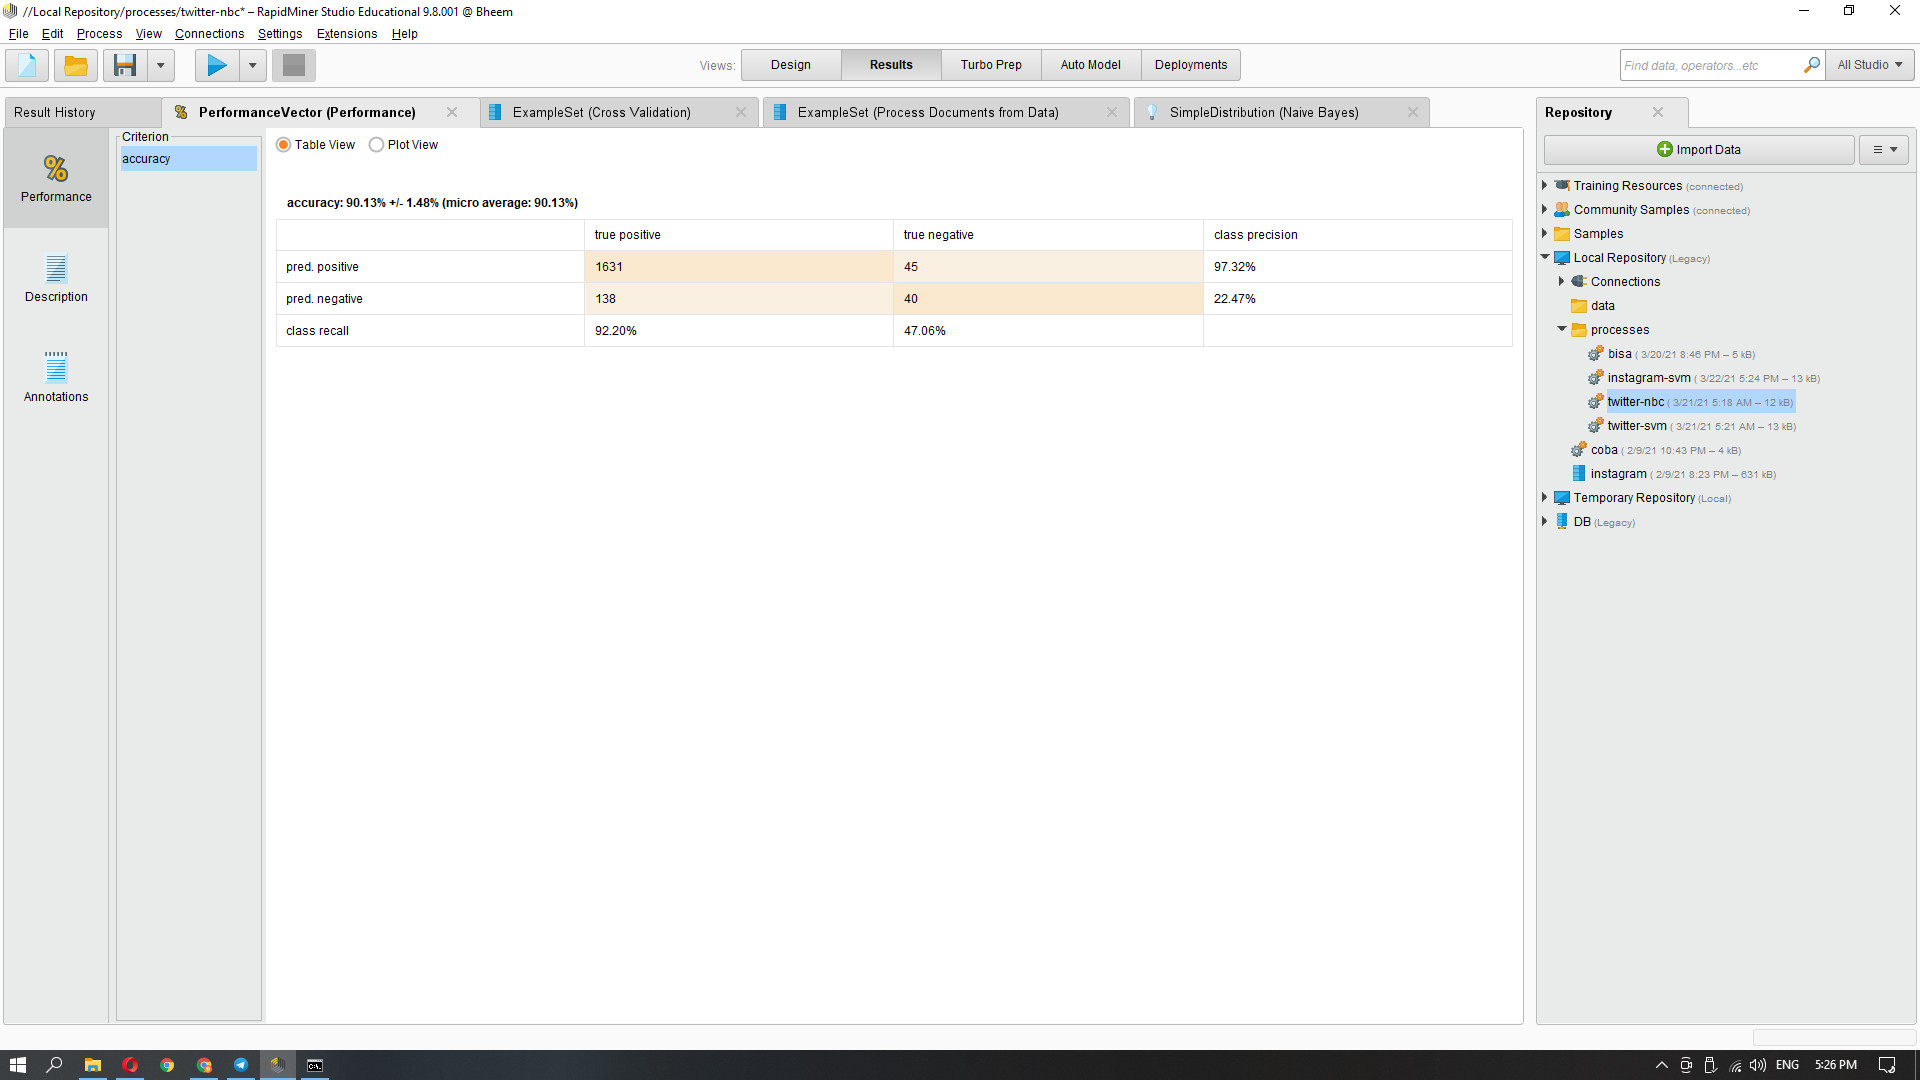 //Local Repository/processes/twitter-nbc* – RapidMiner Studio Educational 9.8.001 @ Bheem
File Edit Process View Connections Settings Extensions Help
Views: Design Results Turbo Prep Auto Model Deployments
Find data, operators...etc All Studio
Result History PerformanceVector (Performance) ExampleSet (Cross Validation) ExampleSet (Process Documents from Data) SimpleDistribution (Naive Bayes)
Repository
Performance
Description
Annotations
Criterion
accuracy
Table View Plot View
accuracy: 90.13% +/- 1.48% (micro average: 90.13%)
true positive true negative class precision
pred. positive 1631 45 97.32%
pred. negative 138 40 22.47%
class recall 92.20% 47.06%
Import Data
Training Resources (connected)
Community Samples (connected)
Samples
Local Repository (Legacy)
Connections
data
processes
bisa ( 3/20/21 8:46 PM – 5 kB)
instagram-svm ( 3/22/21 5:24 PM – 13 kB)
twitter-nbc ( 3/21/21 5:18 AM – 12 kB)
twitter-svm ( 3/21/21 5:21 AM – 13 kB)
coba ( 2/9/21 10:43 PM – 4 kB)
instagram ( 2/9/21 8:23 PM – 631 kB)
Temporary Repository (Local)
DB (Legacy)
ENG 5:26 PM